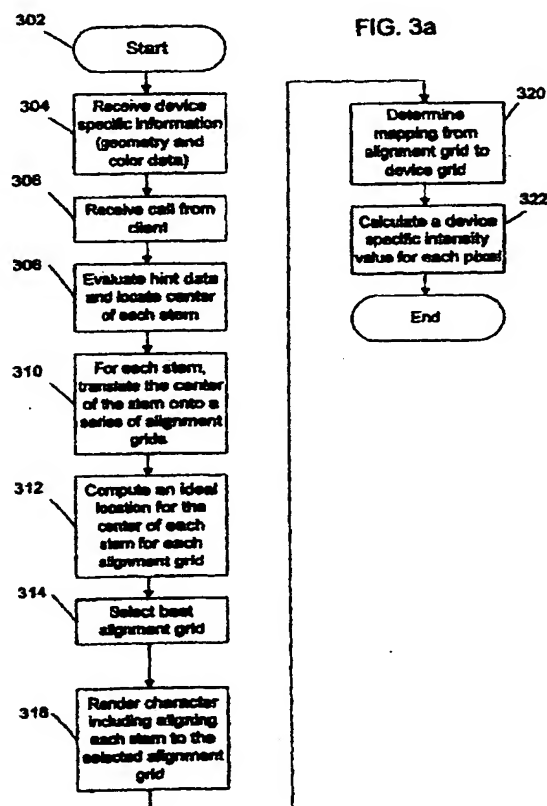 FIG. 3a
302
Start
304
Receive device
specific information
(geometry and
color data)
306
Receive call from
client
306
Evaluate hint data
and locate center
of each stem
310
For each stem,
translate the center
of the stem onto a
series of alignment
grids
312
Compute an ideal
location for the
center of each
stem for each
alignment grid
314
Select best
alignment grid
318
Render character
including aligning
each stem to the
selected alignment
grid
320
Determine
mapping from
alignment grid to
device grid
322
Calculate a device
specific intensity
value for each pixel
End